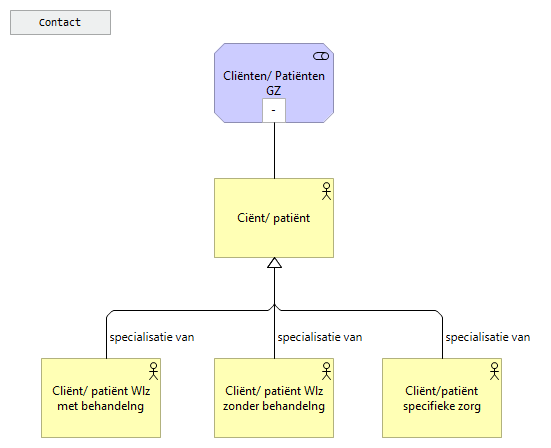 Contact
Cliënten/ Patiënten
GZ
-
Ciënt/ patiënt
specialisatie van
specialisatie van
specialisatie van
Cliënt/ patiënt Wlz
met behandelng
Cliënt/ patiënt Wlz
zonder behandelng
Cliënt/patiënt
specifieke zorg